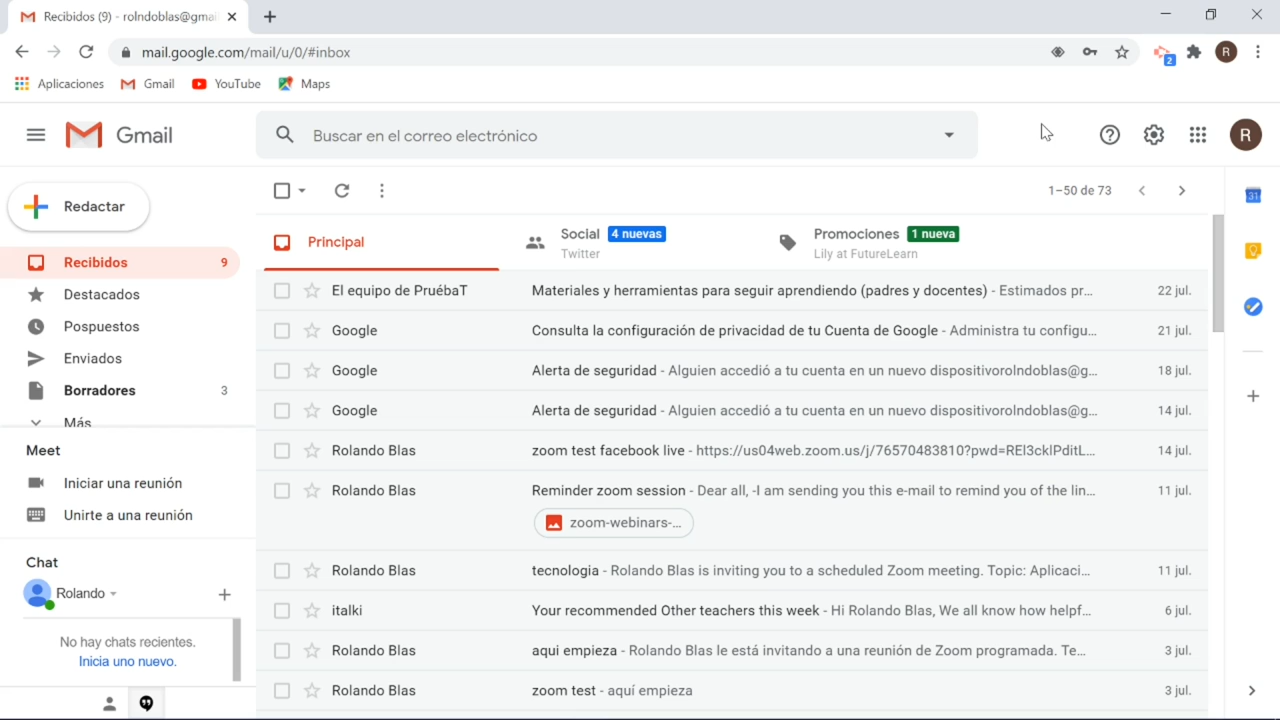 Recibidos (9) - rolndoblas@gmai
mail.google.com/mail/u/0/#inbox
2
R
Aplicaciones Gmail YouTube Maps
Gmail
Buscar en el correo electrónico
R
Redactar
1–50 de 73
31
Principal
Social 4 nuevas
Twitter
Promociones 1 nueva
Lily at FutureLearn
Recibidos 9
Destacados
Pospuestos
Enviados
Borradores 3
Más
El equipo de PruébaT Materiales y herramientas para seguir aprendiendo (padres y docentes) - Estimados pr... 22 jul.
Google Consulta la configuración de privacidad de tu Cuenta de Google - Administra tu configu... 21 jul.
Google Alerta de seguridad - Alguien accedió a tu cuenta en un nuevo dispositivorolndoblas@g... 18 jul.
Google Alerta de seguridad - Alguien accedió a tu cuenta en un nuevo dispositivorolndoblas@g... 14 jul.
Rolando Blas zoom test facebook live - https://us04web.zoom.us/j/76570483810?pwd=REl3cklPditL... 14 jul.
Rolando Blas Reminder zoom session - Dear all, -I am sending you this e-mail to remind you of the lin... 11 jul.
zoom-webinars-...
Rolando Blas tecnologia - Rolando Blas is inviting you to a scheduled Zoom meeting. Topic: Aplicaci... 11 jul.
italki Your recommended Other teachers this week - Hi Rolando Blas, We all know how helpf... 6 jul.
Rolando Blas aqui empieza - Rolando Blas le está invitando a una reunión de Zoom programada. Te... 3 jul.
Rolando Blas zoom test - aquí empieza 3 jul.
Meet
Iniciar una reunión
Unirte a una reunión
Chat
Rolando
No hay chats recientes.
Inicia uno nuevo.